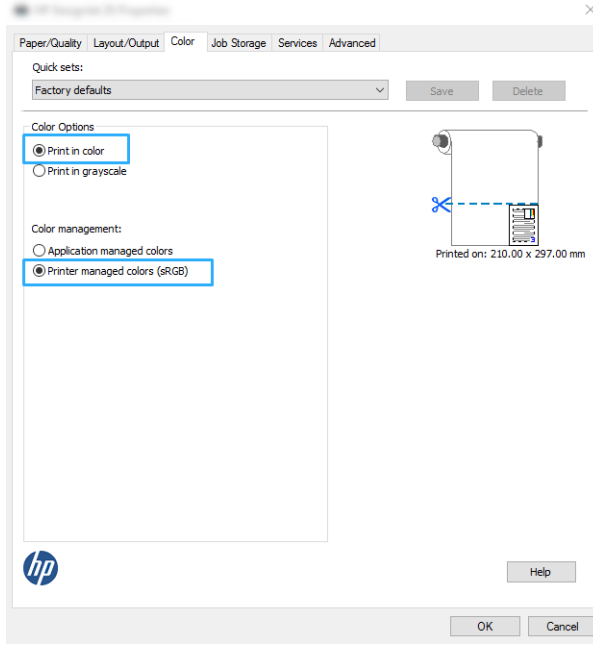 Paper/Quality Layout/Output Color Job Storage Services Advanced
Quick sets:
Factory defaults Save Delete
Color Options
Print in color
Print in grayscale
Color management:
Application managed colors
Printer managed colors (sRGB)
Printed on: 210.00 x 297.00 mm
hp
Help
OK Cancel